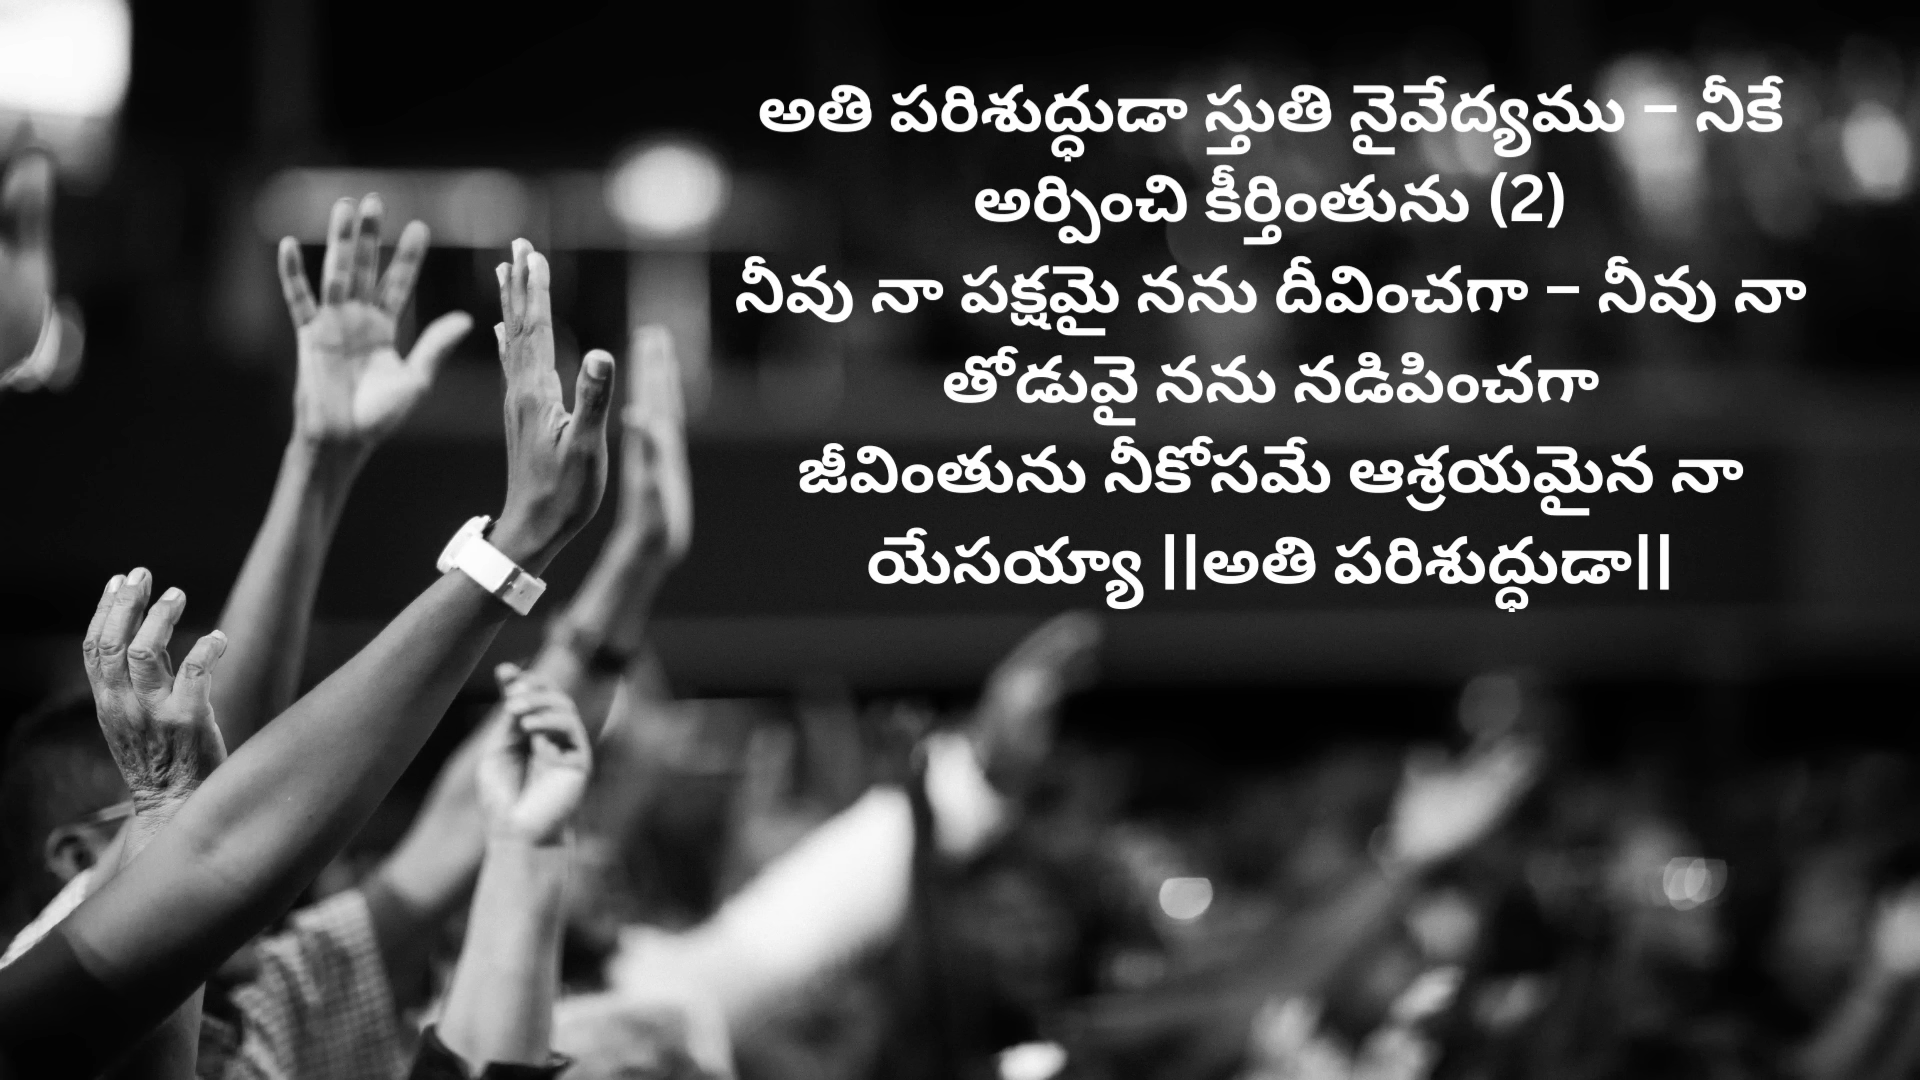 అతి పరిశుద్ధుడా స్తుతి నైవేద్యము – నీకే
అర్పించి కీర్తింతును (2)
నీవు నా పక్షమై నను దీవించగా – నీవు నా
తోడువై నను నడిపించగా
జీవింతును నీకోసమే ఆశ్రయమైన నా
యేసయ్యా ||అతి పరిశుద్ధుడా||